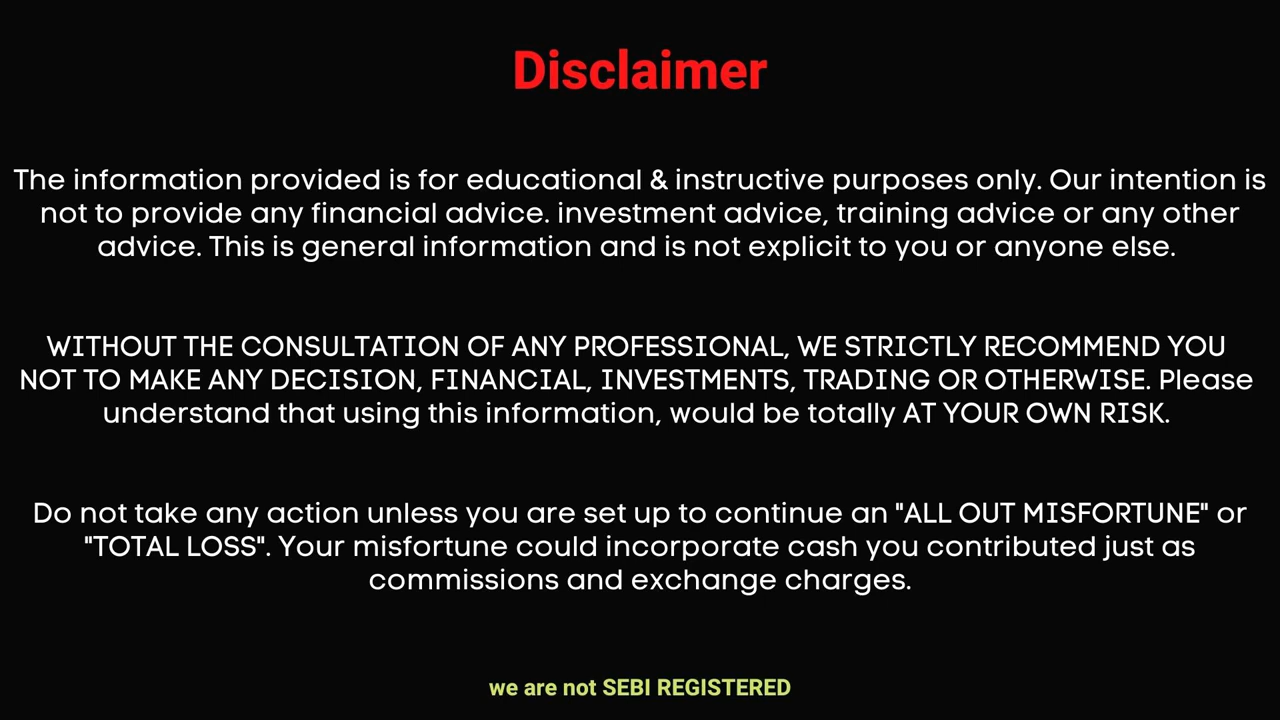 Disclaimer
The information provided is for educational & instructive purposes only. Our intention is
not to provide any financial advice. investment advice, training advice or any other
advice. This is general information and is not explicit to you or anyone else.
WITHOUT THE CONSULTATION OF ANY PROFESSIONAL, WE STRICTLY RECOMMEND YOU
NOT TO MAKE ANY DECISION, FINANCIAL, INVESTMENTS, TRADING OR OTHERWISE. Please
understand that using this information, would be totally AT YOUR OWN RISK.
Do not take any action unless you are set up to continue an "ALL OUT MISFORTUNE" or
"TOTAL LOSS". Your misfortune could incorporate cash you contributed just as
commissions and exchange charges.
we are not SEBI REGISTERED